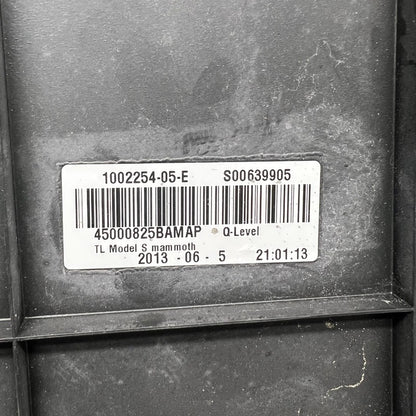 1002254-05-E S00639905
45000825BAMAP Q-Level
TL Model S mammoth
2013 - 06 - 5 21:01:13